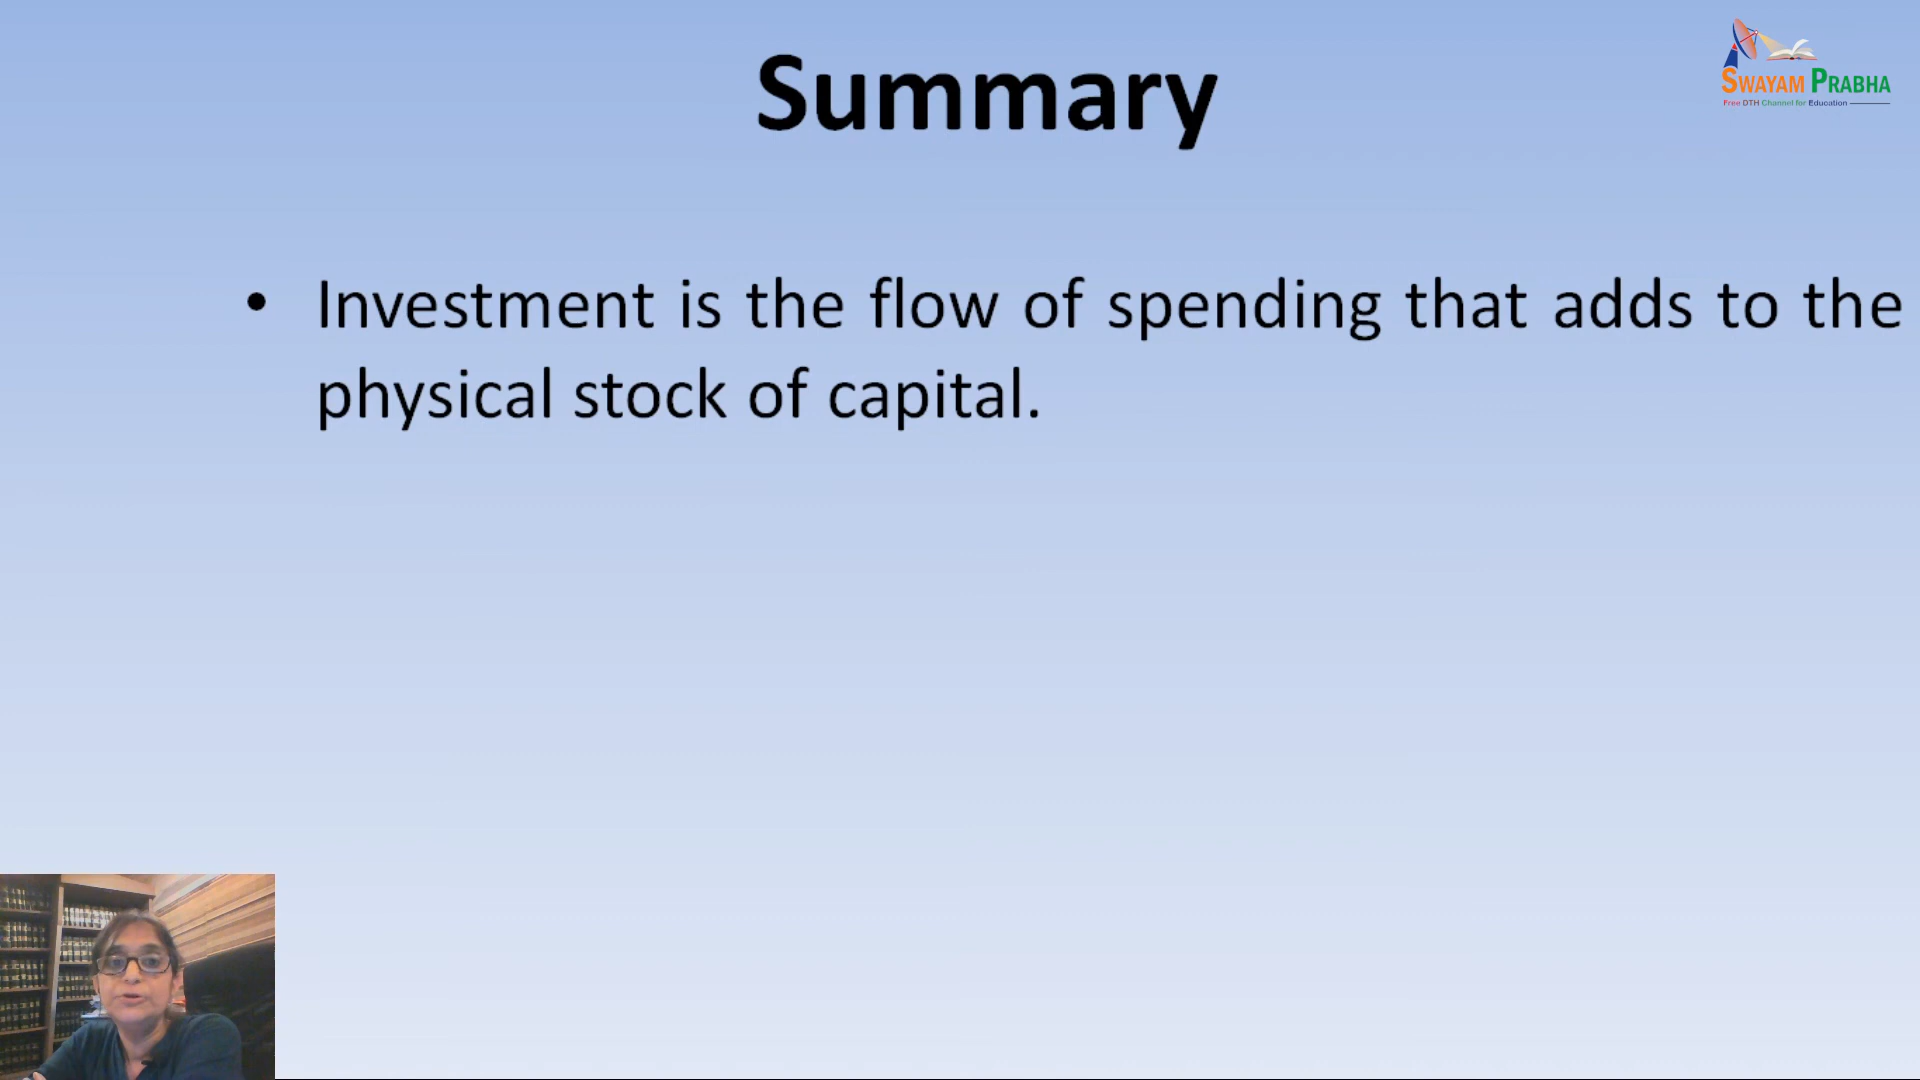 Summary
SWAYAM PRABHA
Free DTH Channel for Education
• Investment is the flow of spending that adds to the
physical stock of capital.